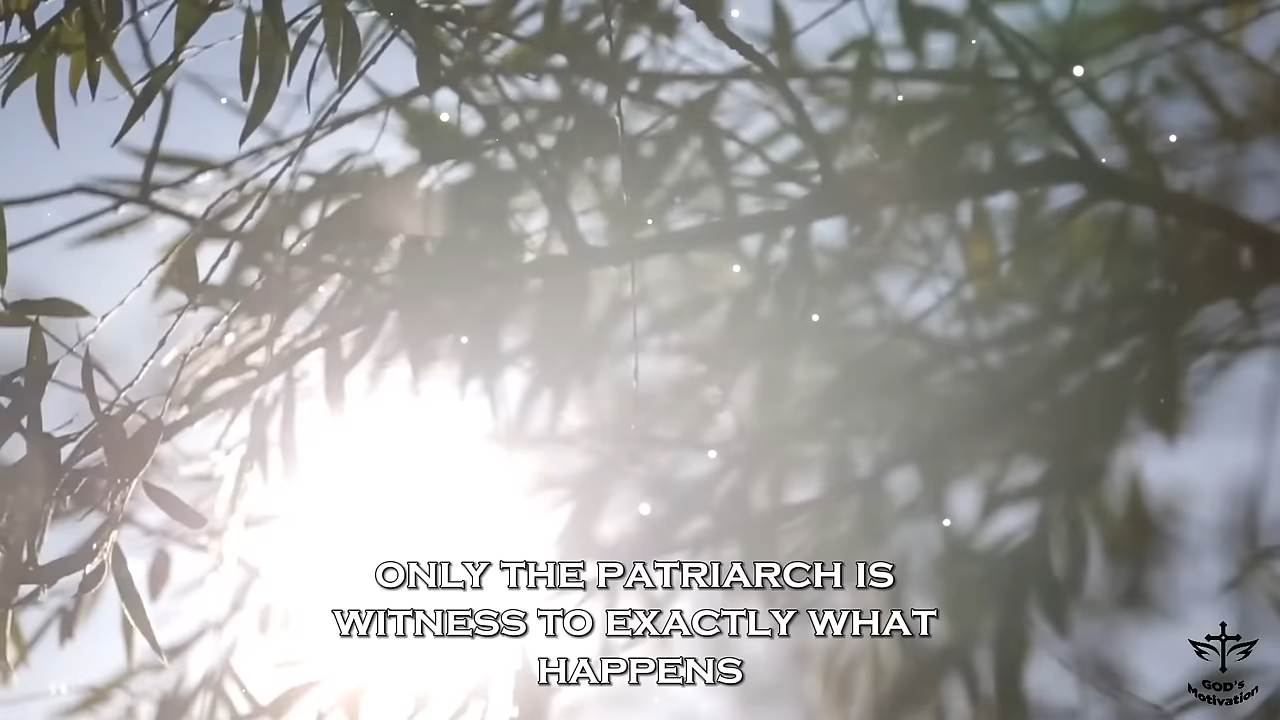 ONLY THE PATRIARCH IS
WITNESS TO EXACTLY WHAT
HAPPENS
GOD'S
Motivation